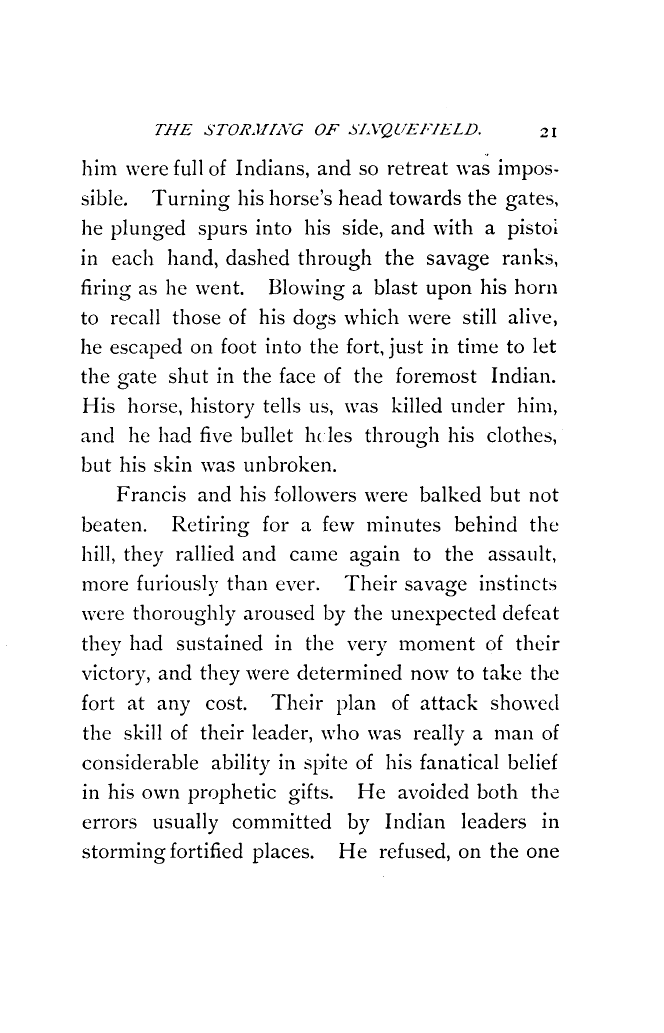 THE STORMING OF SINQUEFIELD. 21
him were full of Indians, and so retreat was impos-
sible. Turning his horse's head towards the gates,
he plunged spurs into his side, and with a pistol
in each hand, dashed through the savage ranks,
firing as he went. Blowing a blast upon his horn
to recall those of his dogs which were still alive,
he escaped on foot into the fort, just in time to let
the gate shut in the face of the foremost Indian.
His horse, history tells us, was killed under him,
and he had five bullet holes through his clothes,
but his skin was unbroken.
Francis and his followers were balked but not
beaten. Retiring for a few minutes behind the
hill, they rallied and came again to the assault,
more furiously than ever. Their savage instincts
were thoroughly aroused by the unexpected defeat
they had sustained in the very moment of their
victory, and they were determined now to take the
fort at any cost. Their plan of attack showed
the skill of their leader, who was really a man of
considerable ability in spite of his fanatical belief
in his own prophetic gifts. He avoided both the
errors usually committed by Indian leaders in
storming fortified places. He refused, on the one